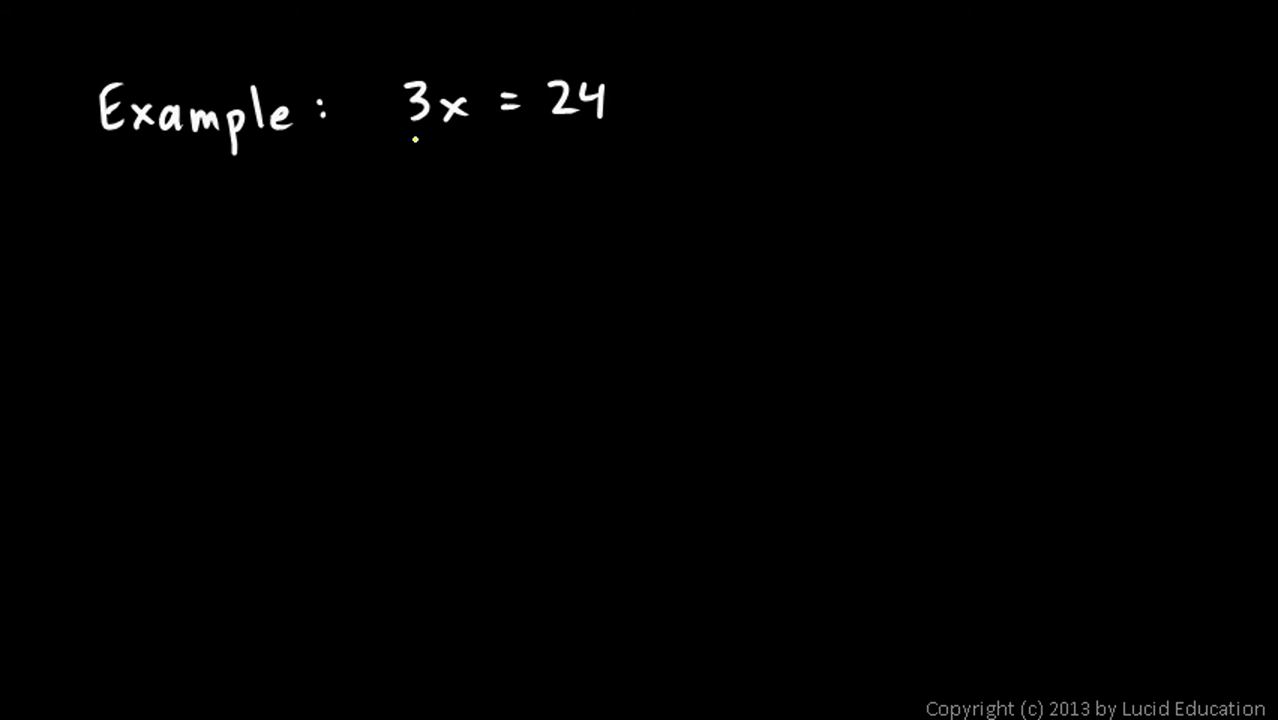 Example: 3x = 24
Copyright (c) 2013 by Lucid Education